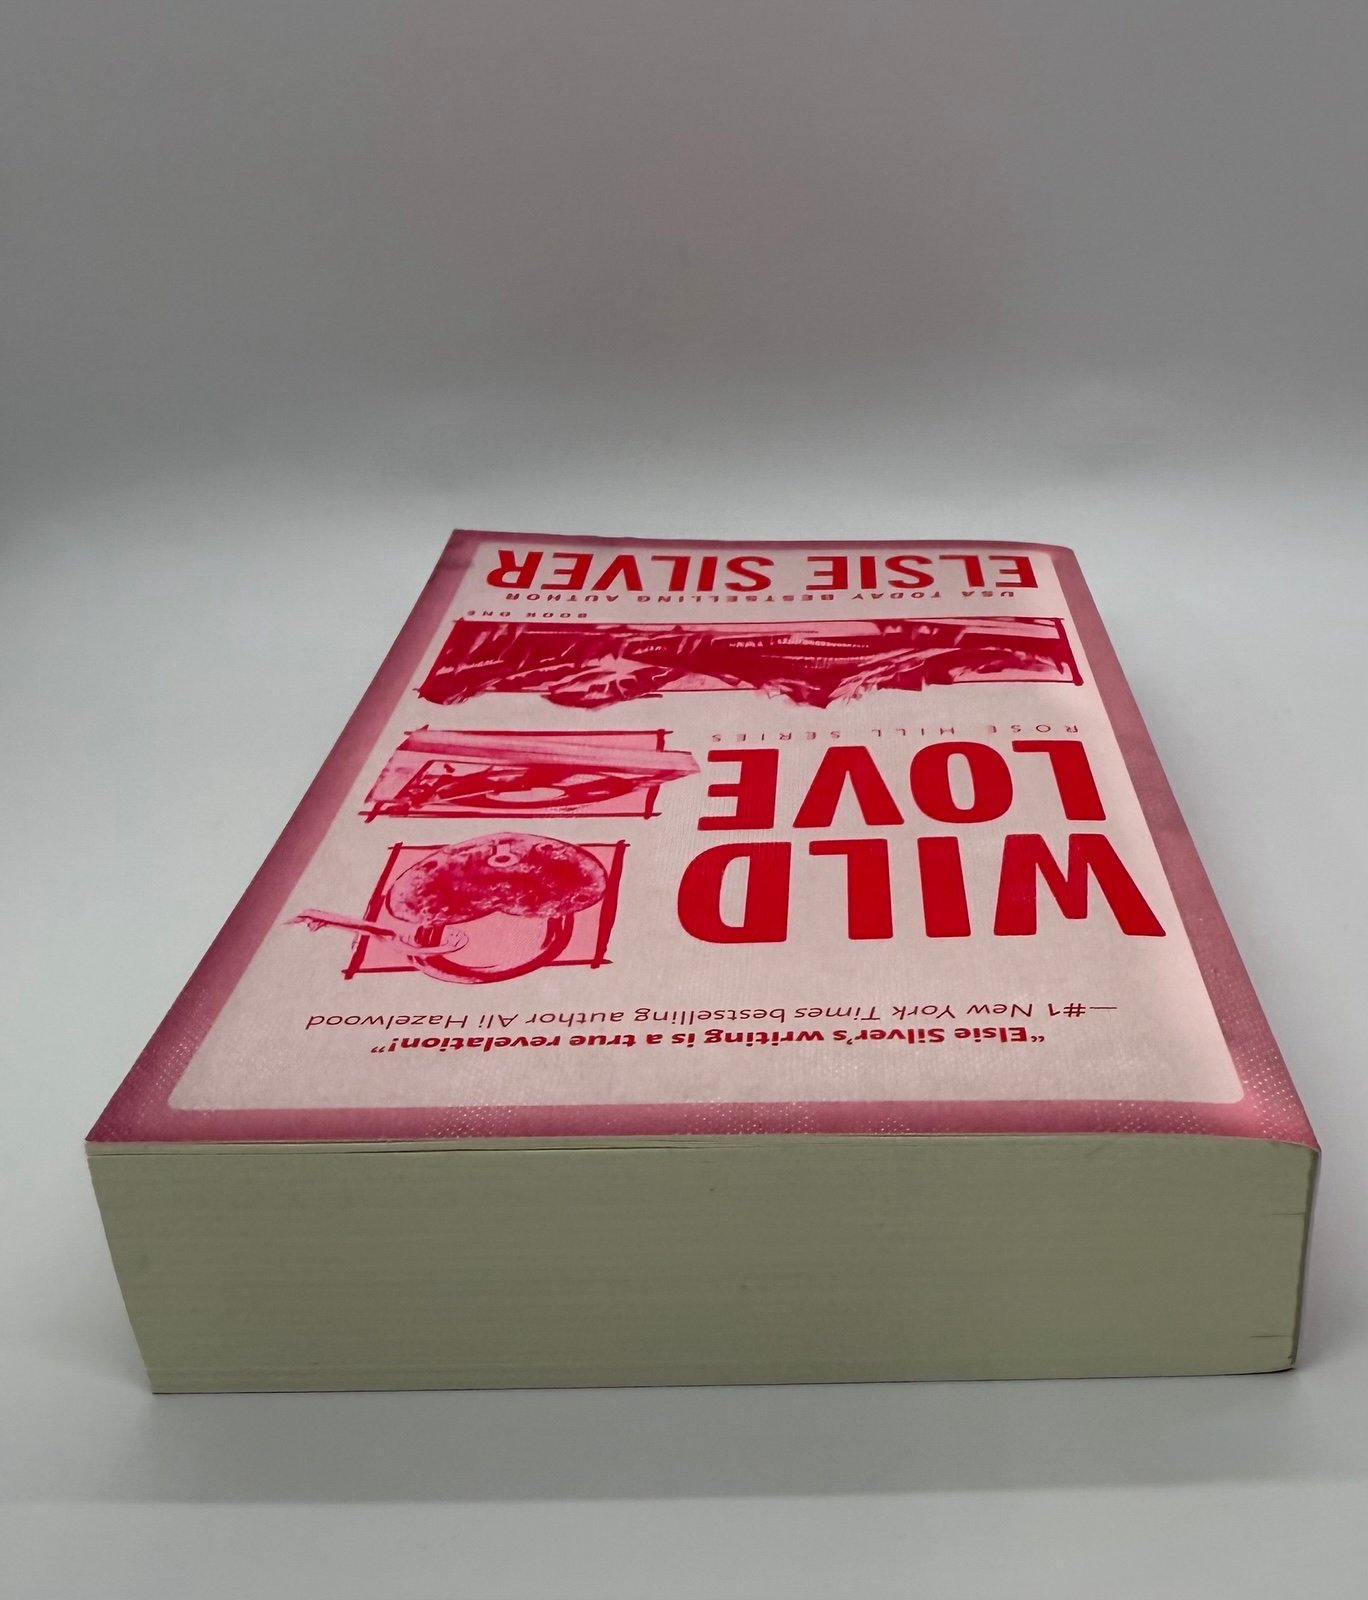 “Elsie Silver’s writing is a true revelation!”
—#1 New York Times bestselling author Ali Hazelwood
WILD
LOVE
ROSE HILL SERIES
BOOK ONE
USA TODAY BESTSELLING AUTHOR
ELSIE SILVER